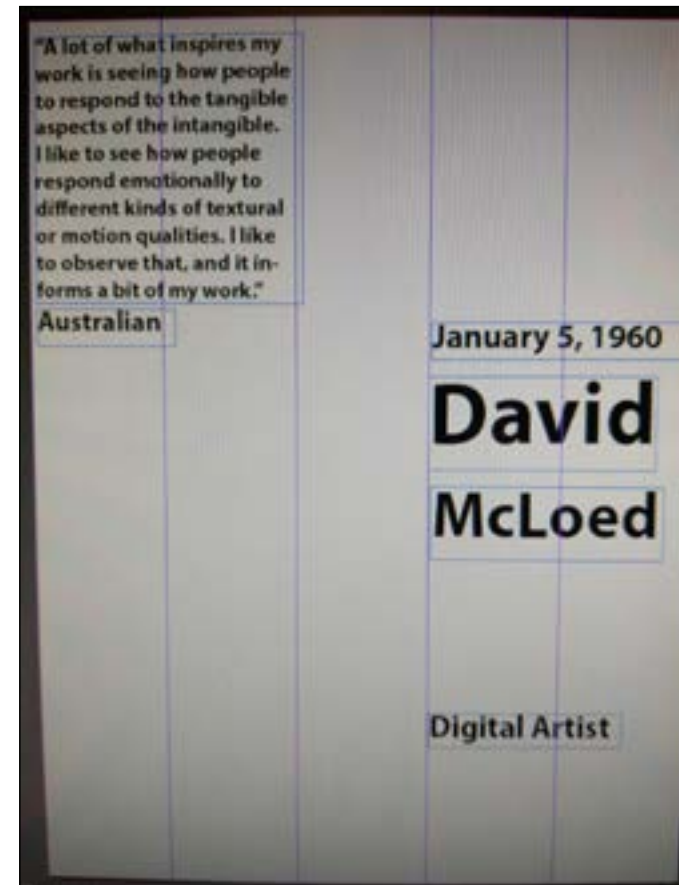 "A lot of what inspires my
work is seeing how people
to respond to the tangible
aspects of the intangible.
I like to see how people
respond emotionally to
different kinds of textural
or motion qualities. I like
to observe that, and it in-
forms a bit of my work."
Australian
January 5, 1960
David
McLoed
Digital Artist